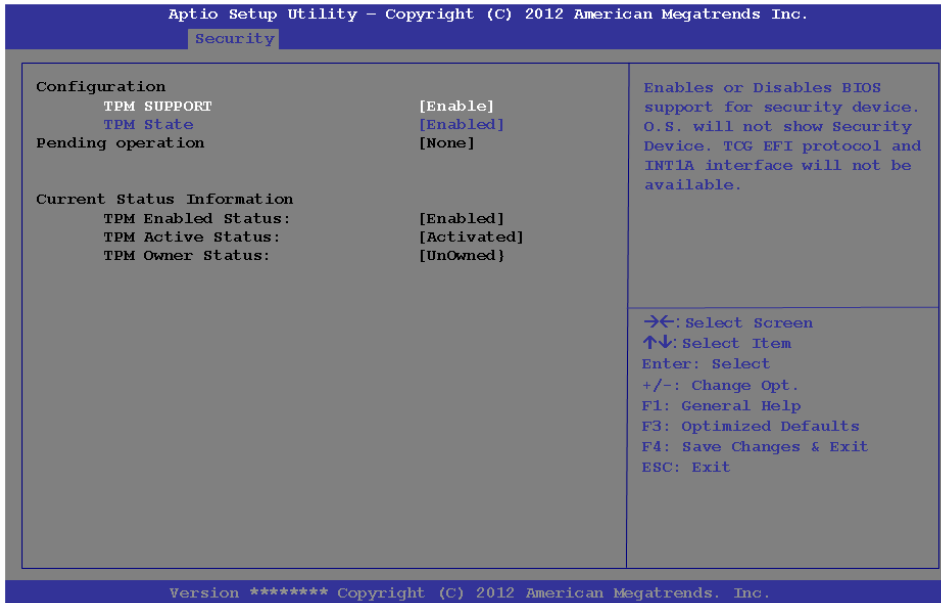 Aptio Setup Utility – Copyright (C) 2012 American Megatrends Inc.
Security
Configuration
TPM SUPPORT [Enable]
TPM State [Enabled]
Pending operation [None]
Current Status Information
TPM Enabled Status: [Enabled]
TPM Active Status: [Activated]
TPM Owner Status: [UnOwned}
Enables or Disables BIOS
support for security device.
O.S. will not show Security
Device. TCG EFI protocol and
INT1A interface will not be
available.
→←:Select Screen
↑↓:Select Item
Enter: Select
+/-: Change Opt.
F1: General Help
F3: Optimized Defaults
F4: Save Changes & Exit
ESC: Exit
Version ******** Copyright (C) 2012 American Megatrends. Inc.